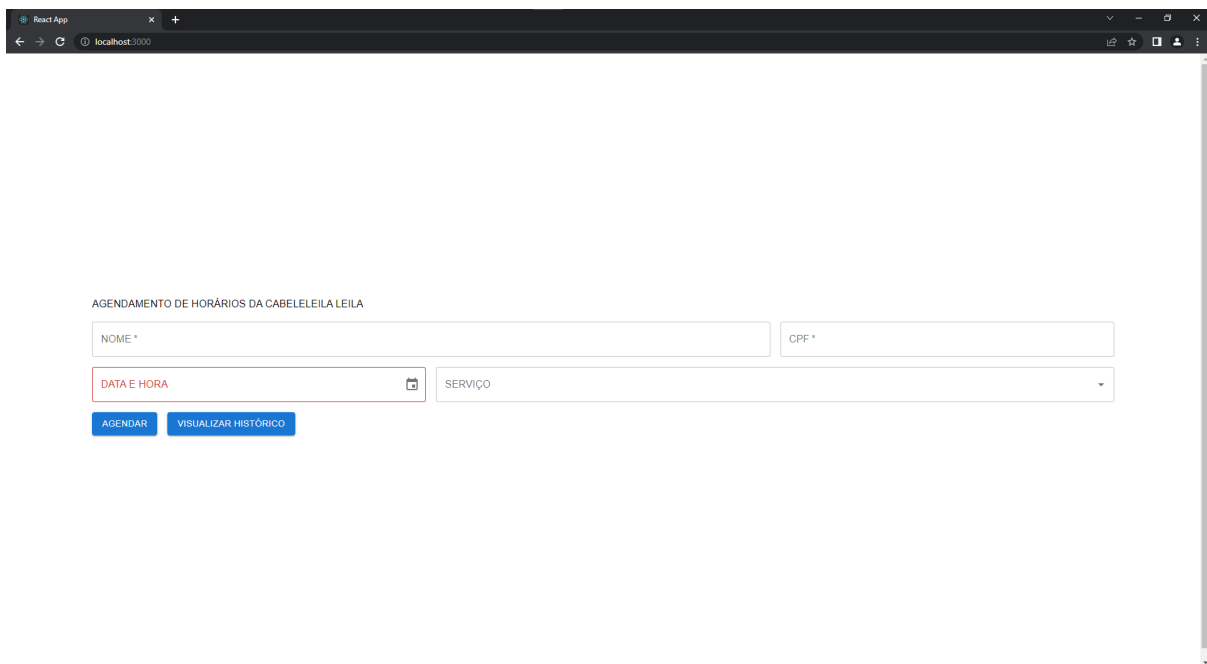 React App
localhost:3000
AGENDAMENTO DE HORÁRIOS DA CABELELEILA LEILA
NOME *
CPF *
DATA E HORA
SERVIÇO
AGENDAR
VISUALIZAR HISTÓRICO